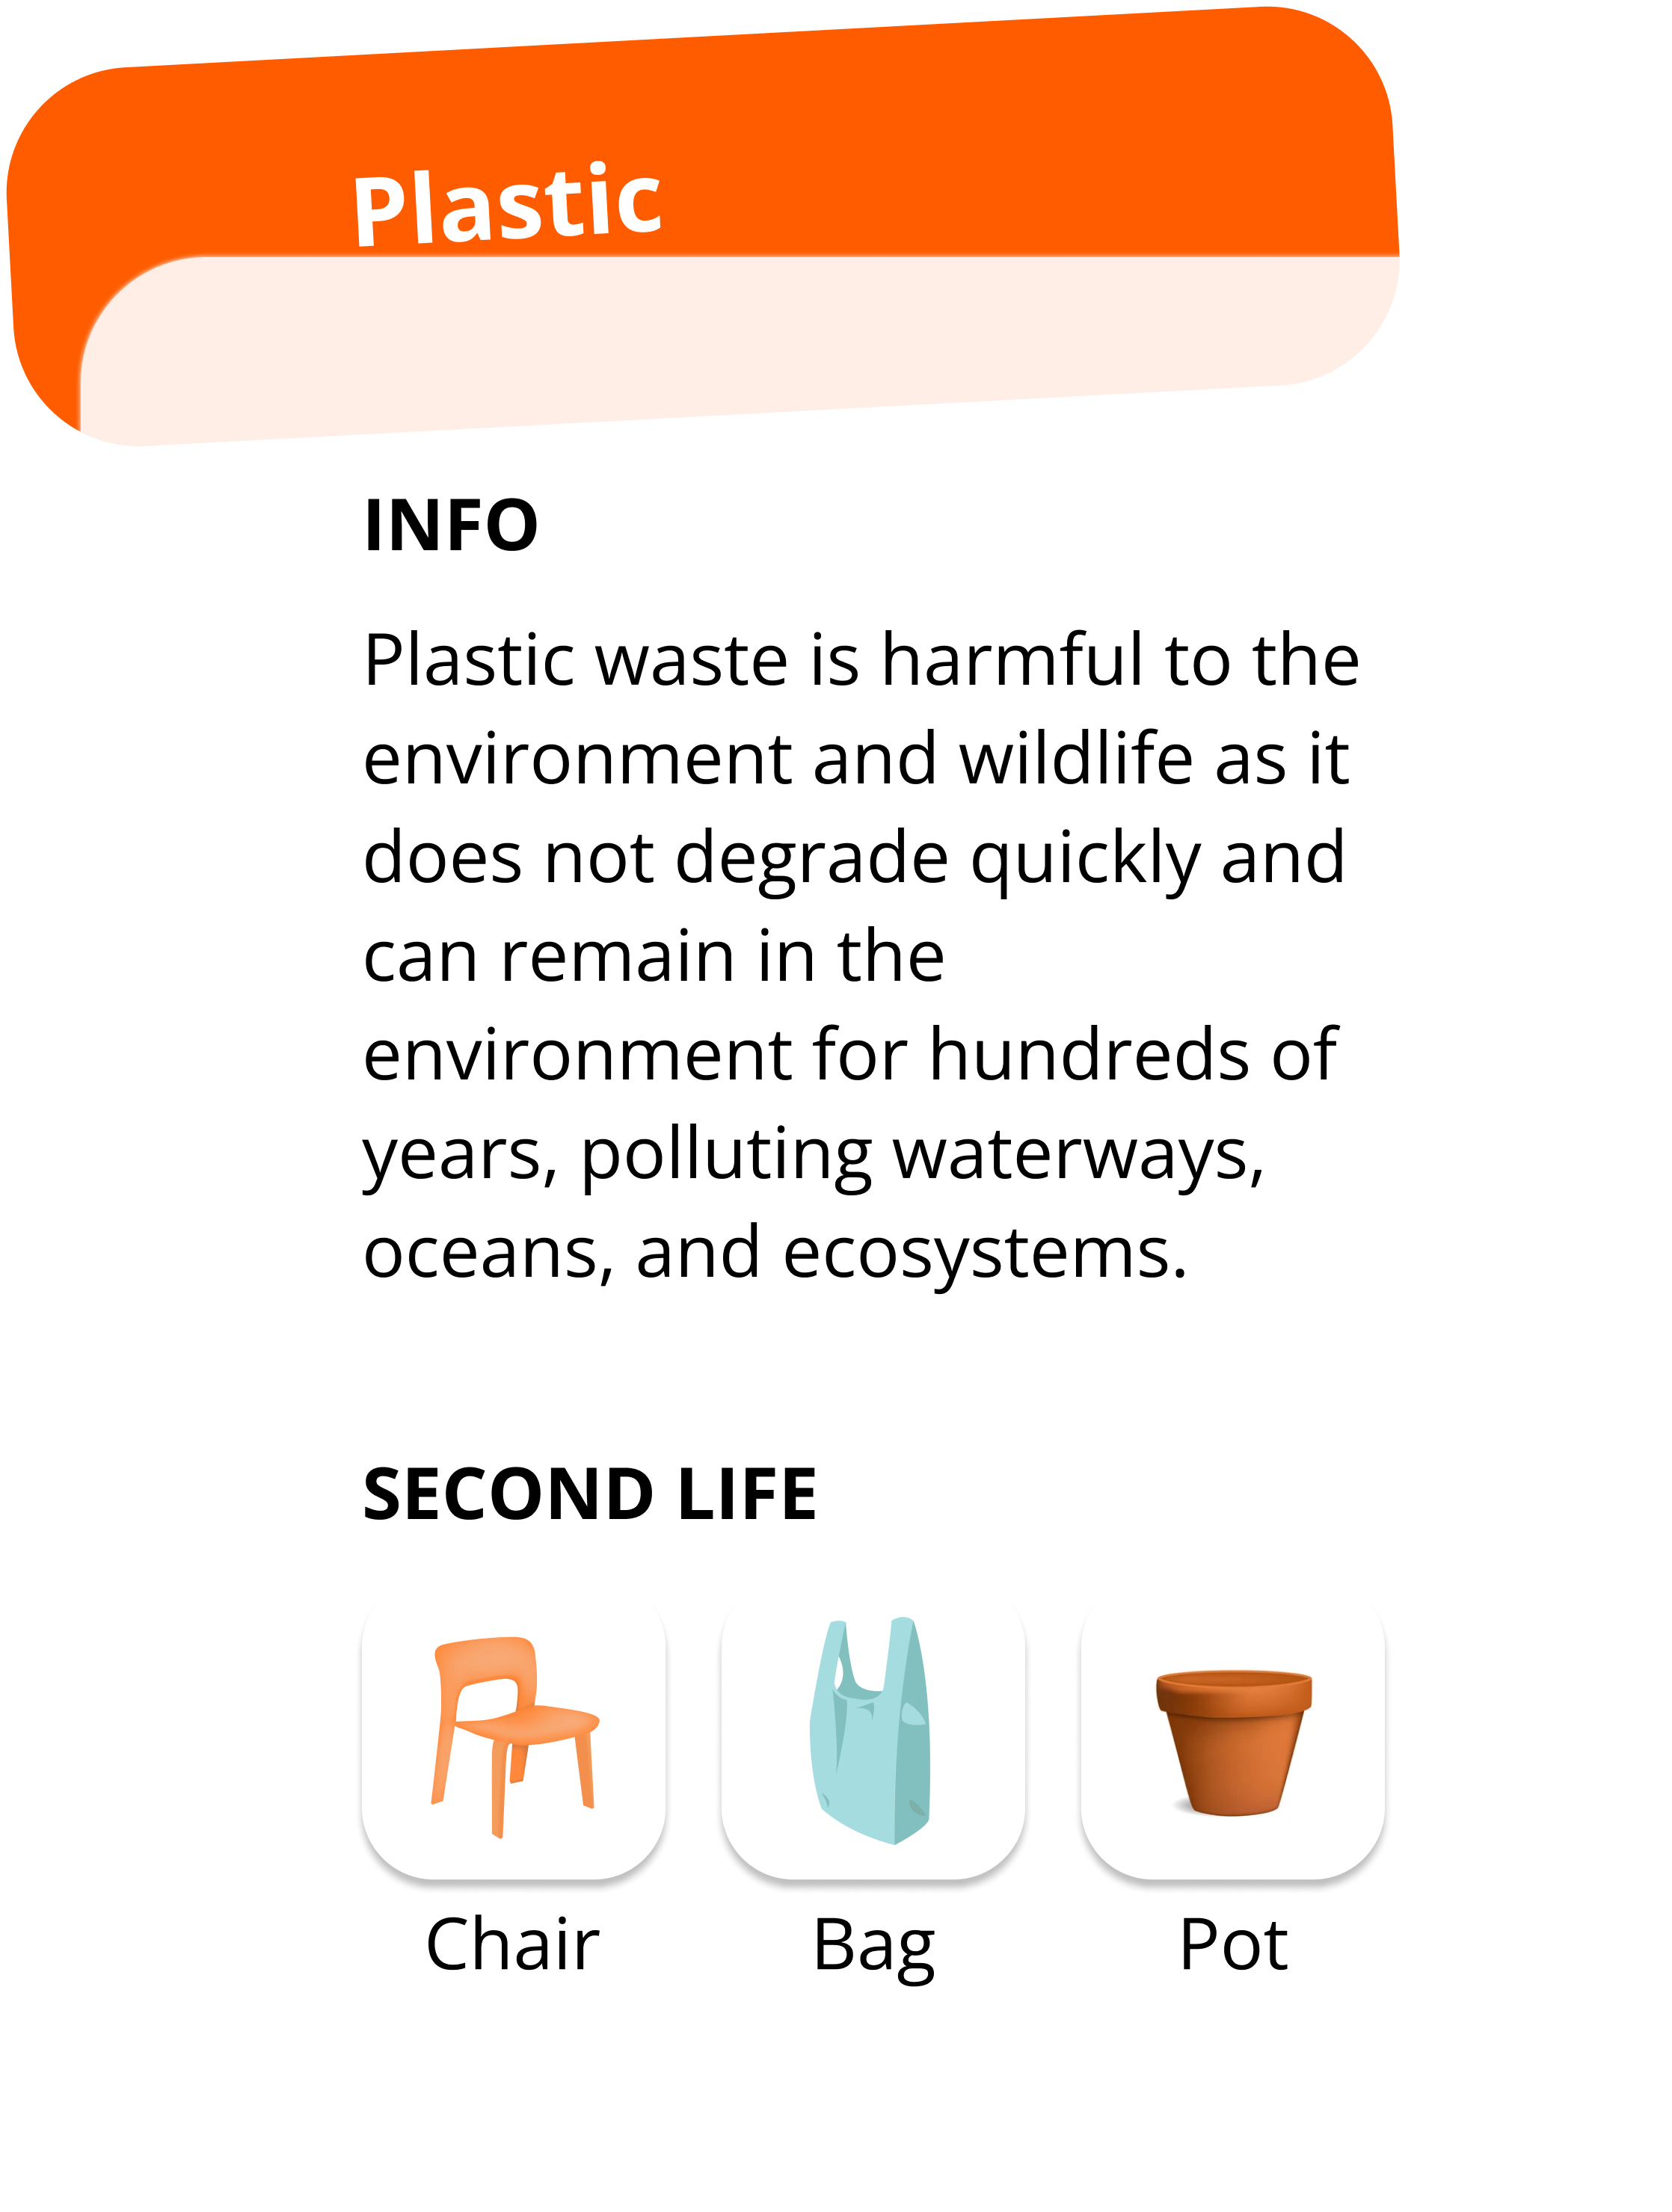 Plastic
INFO
Plastic waste is harmful to the
environment and wildlife as it
does not degrade quickly and
can remain in the
environment for hundreds of
years, polluting waterways,
oceans, and ecosystems.
SECOND LIFE
Chair Bag Pot